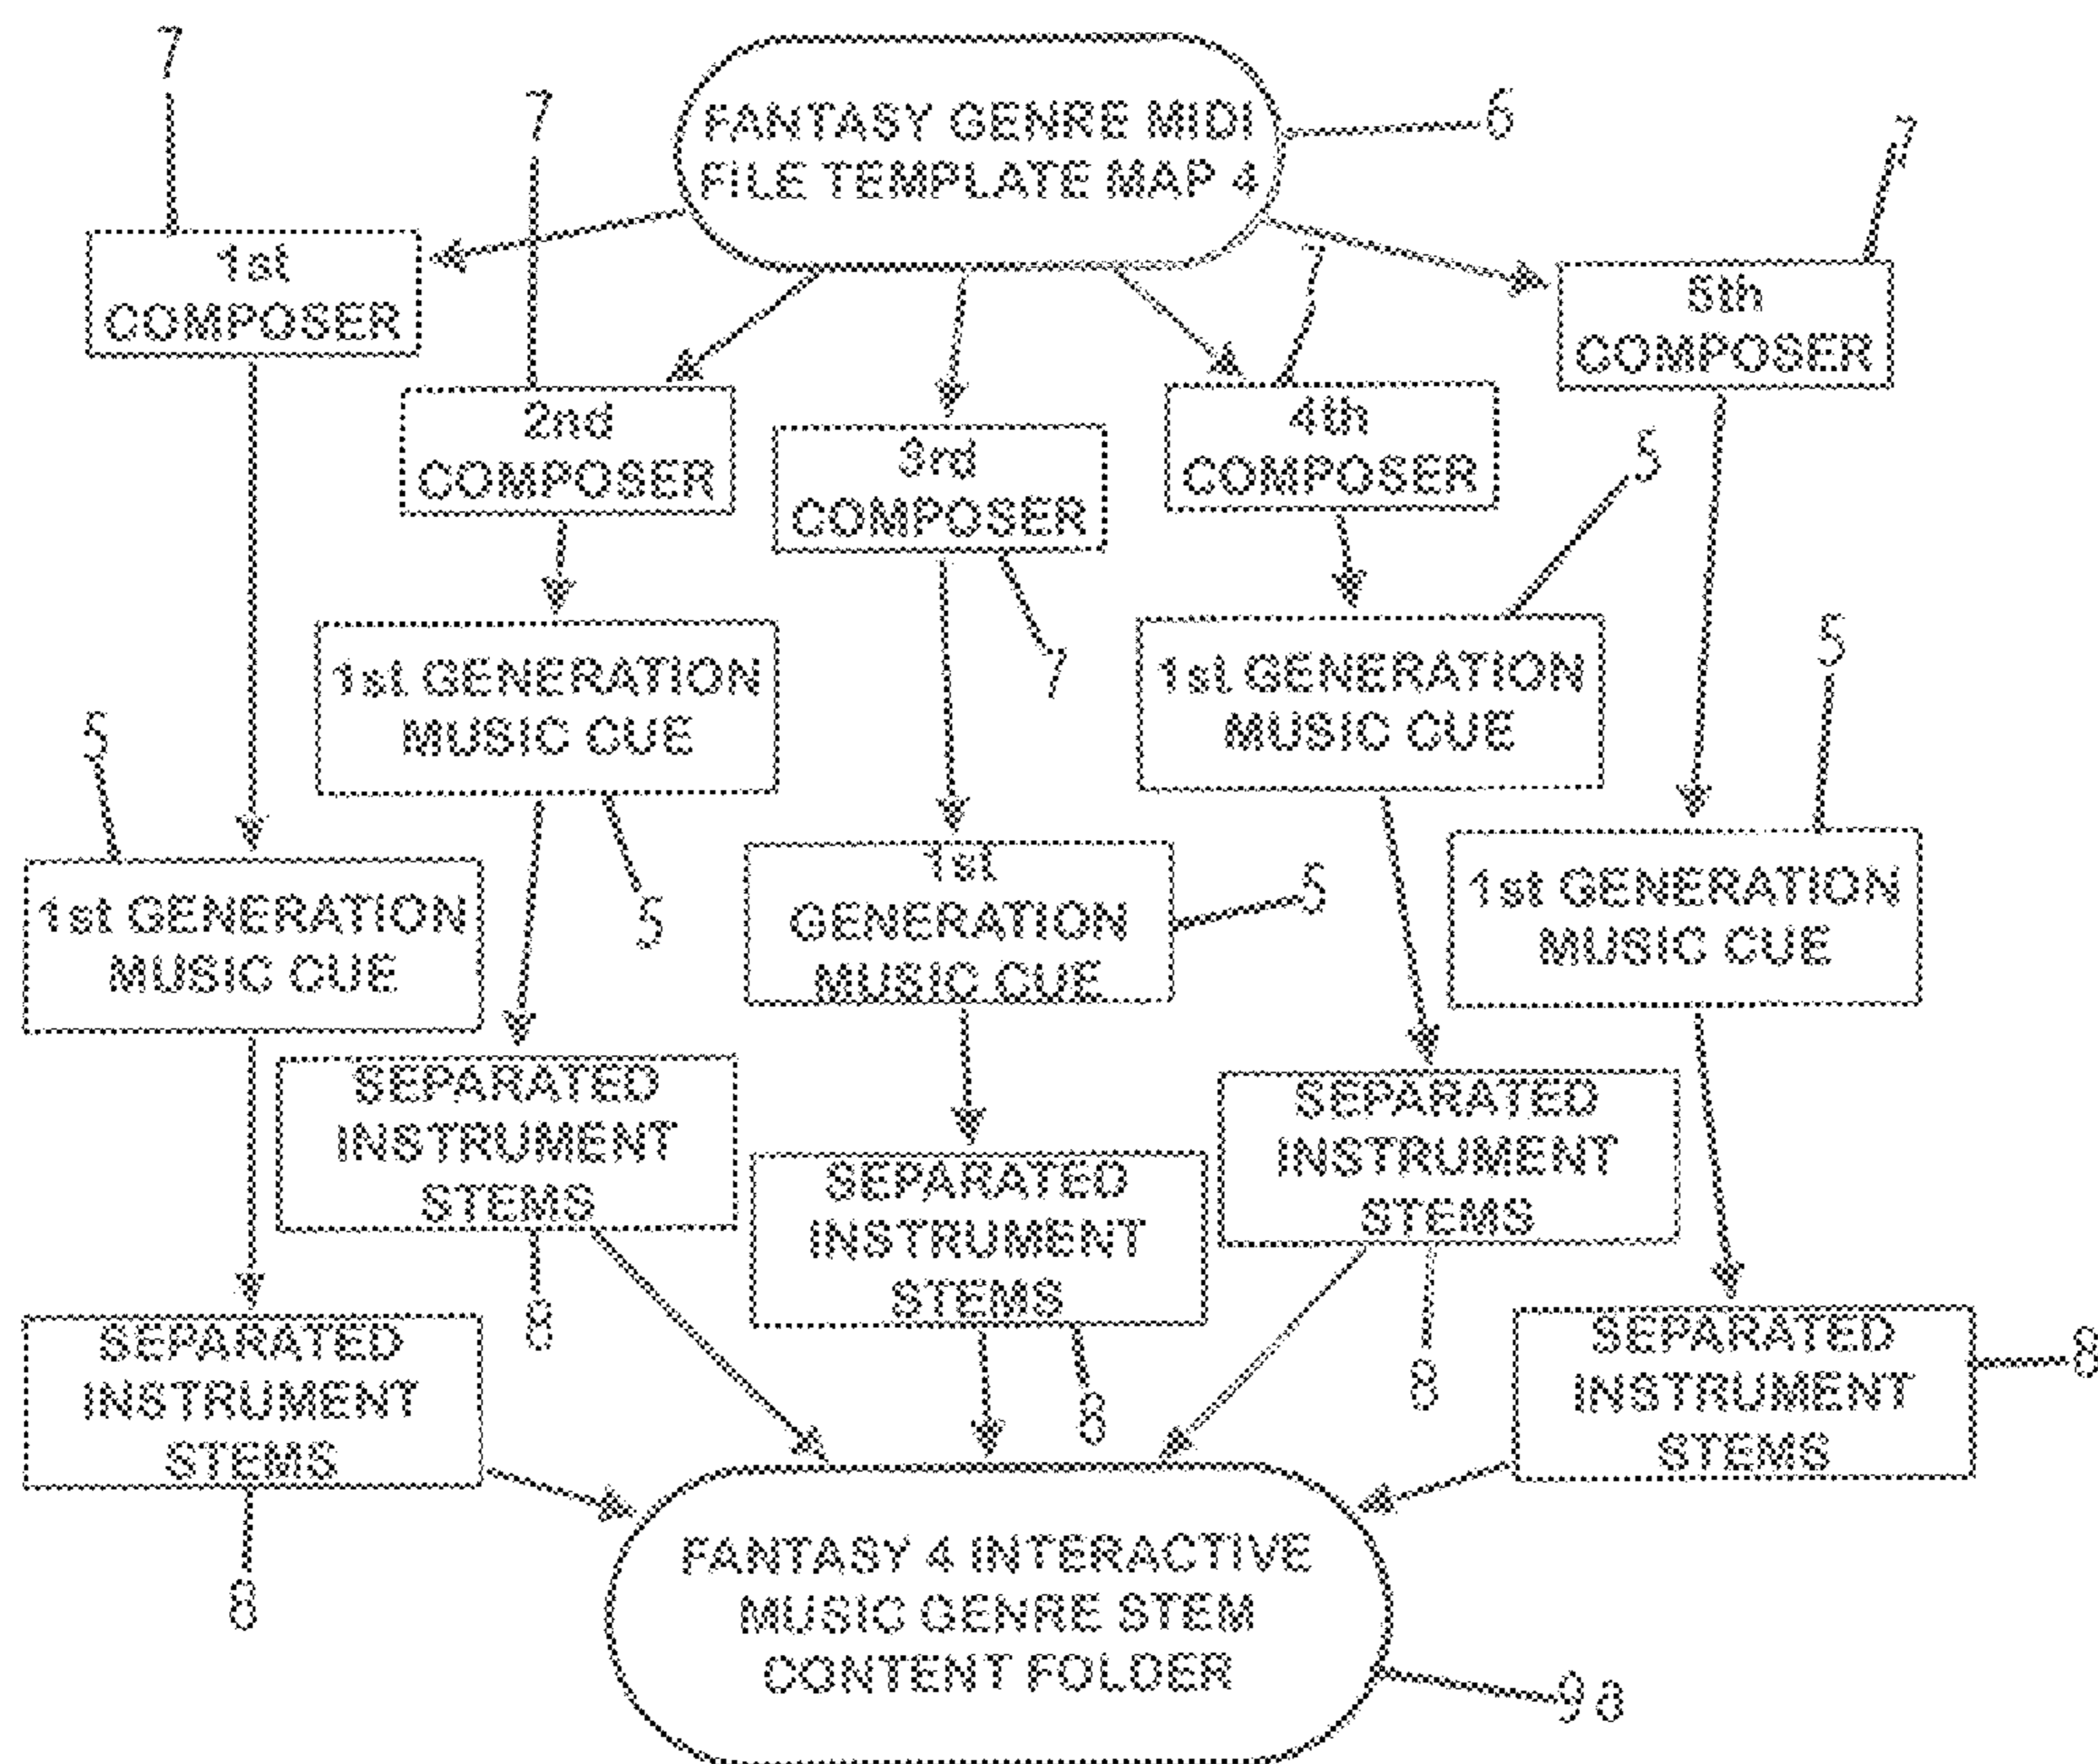 7
7
FANTASY GENRE MIDI
FILE TEMPLATE MAP 4
6
7
1st
COMPOSER
7
5th
COMPOSER
2nd
COMPOSER
3rd
COMPOSER
4th
COMPOSER
5
1st GENERATION
MUSIC CUE
7
1st GENERATION
MUSIC CUE
5
5
1st GENERATION
MUSIC CUE
5
1st
GENERATION
MUSIC CUE
5
1st GENERATION
MUSIC CUE
SEPARATED
INSTRUMENT
STEMS
8
SEPARATED
INSTRUMENT
STEMS
8
SEPARATED
INSTRUMENT
STEMS
8
SEPARATED
INSTRUMENT
STEMS
8
SEPARATED
INSTRUMENT
STEMS
8
FANTASY 4 INTERACTIVE
MUSIC GENRE STEM
CONTENT FOLDER
9a